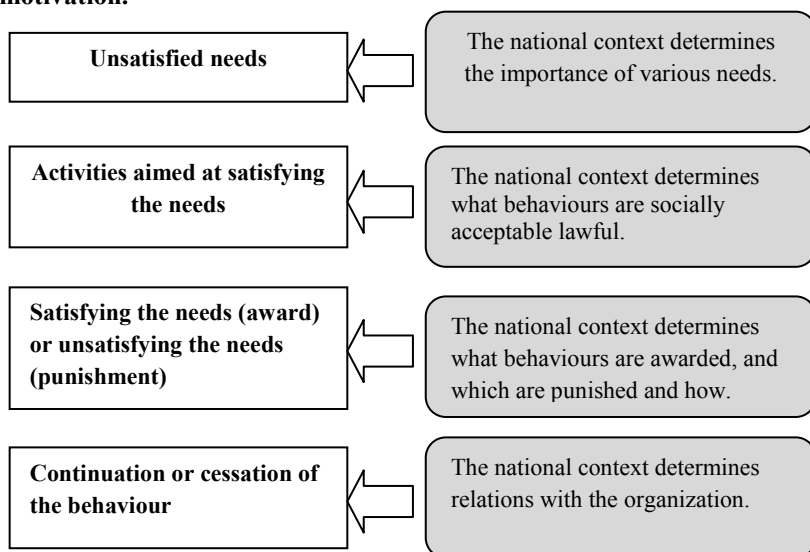 Unsatisfied needs
The national context determines
the importance of various needs.
Activities aimed at satisfying
the needs
The national context determines
what behaviours are socially
acceptable lawful.
Satisfying the needs (award)
or unsatisfying the needs
(punishment)
The national context determines
what behaviours are awarded, and
which are punished and how.
Continuation or cessation of
the behaviour
The national context determines
relations with the organization.